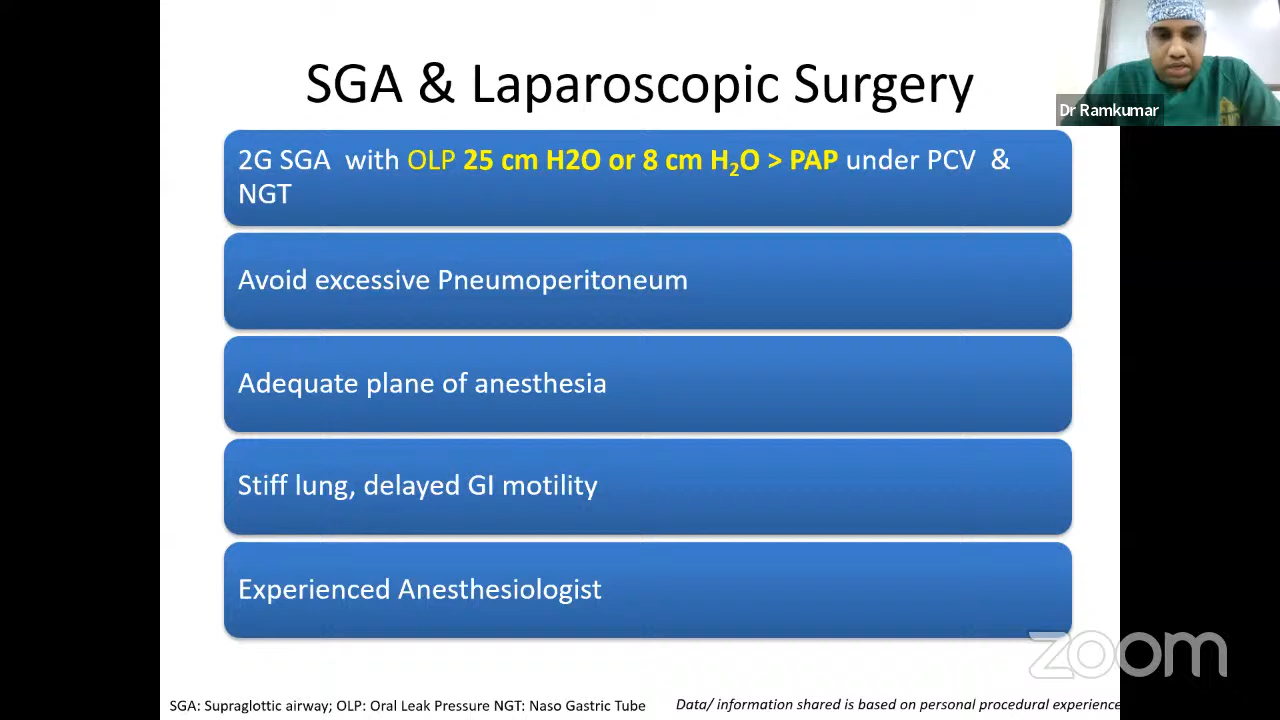 SGA & Laparoscopic Surgery
Dr Ramkumar
2G SGA with OLP 25 cm H2O or 8 cm H₂O > PAP under PCV &
NGT
Avoid excessive Pneumoperitoneum
Adequate plane of anesthesia
Stiff lung, delayed GI motility
Experienced Anesthesiologist
zoom
SGA: Supraglottic airway; OLP: Oral Leak Pressure NGT: Naso Gastric Tube
Data/ information shared is based on personal procedural experience